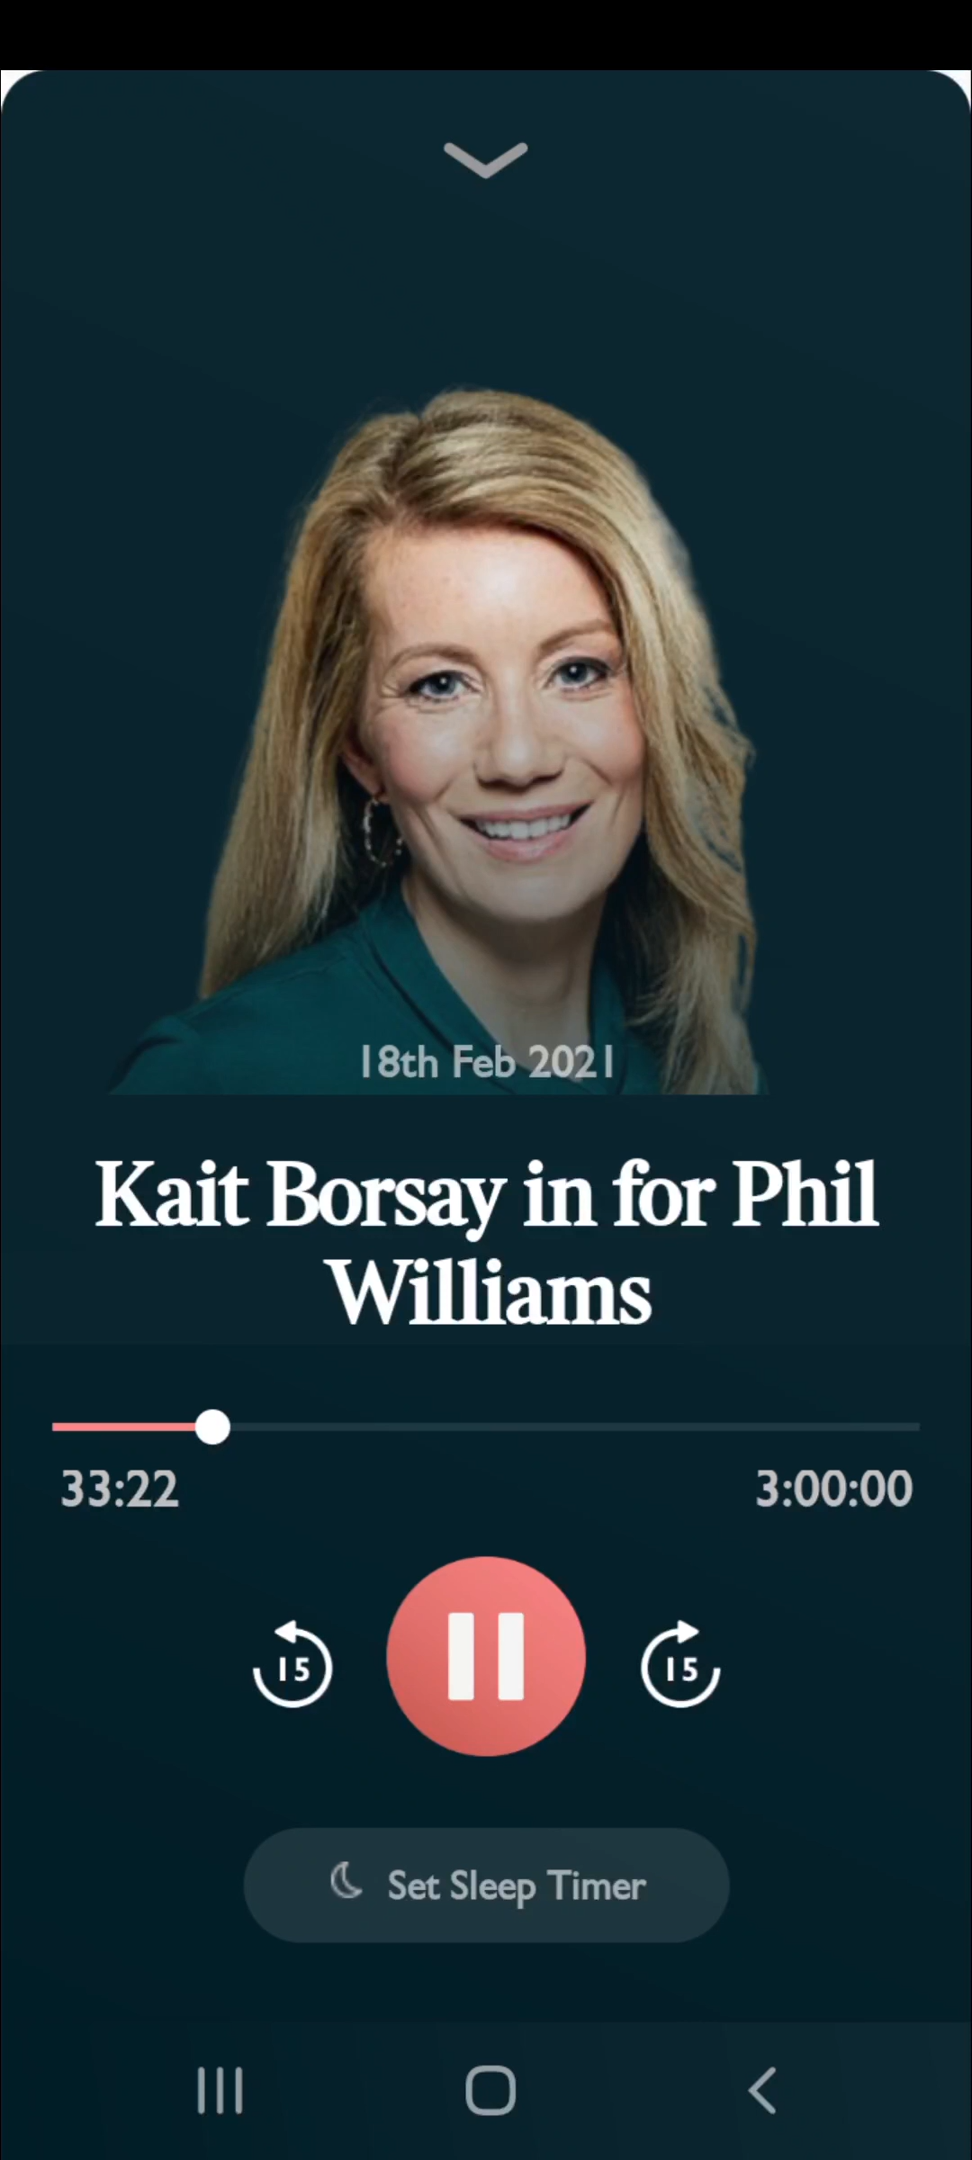 18th Feb 2021
Kait Borsay in for Phil
Williams
33:22
3:00:00
15
15
Set Sleep Timer